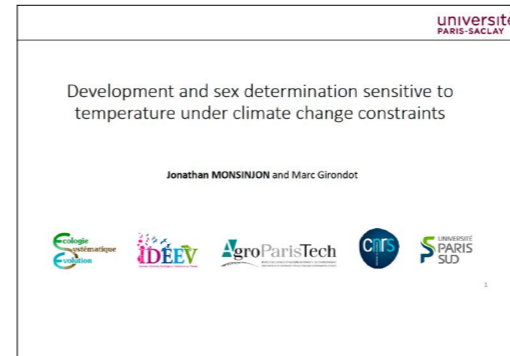 université
PARIS-SACLAY
Development and sex determination sensitive to
temperature under climate change constraints
Jonathan MONSINJON and Marc Girondot
Ecologie
Systématique
Evolution
IDÉEV
AgroParisTech
cnrs
UNIVERSITÉ
PARIS
SUD
1